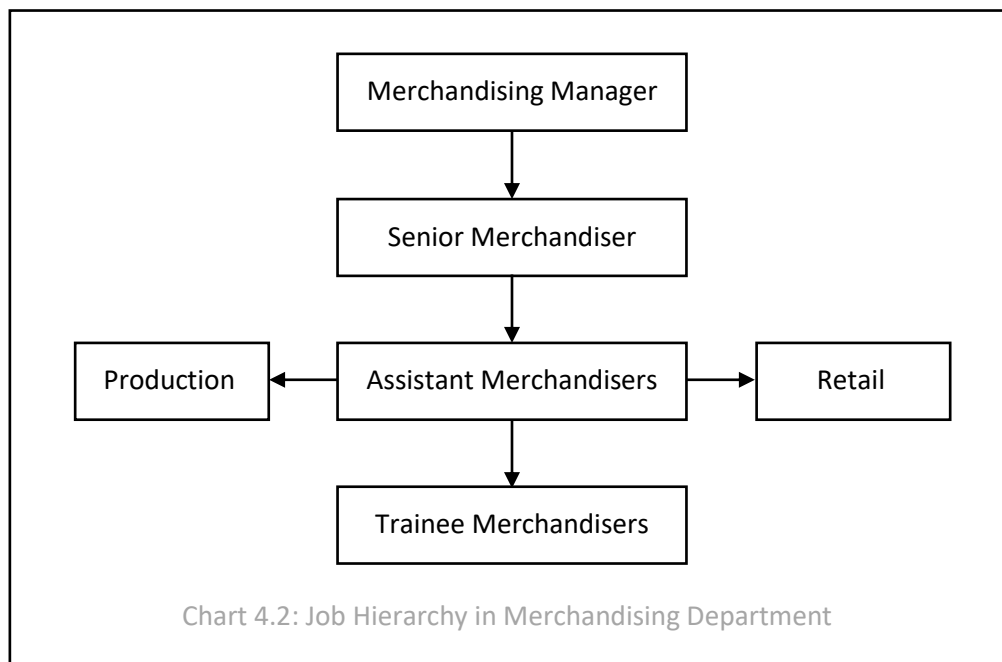 Merchandising Manager
Senior Merchandiser
Production
Assistant Merchandisers
Retail
Trainee Merchandisers
Chart 4.2: Job Hierarchy in Merchandising Department